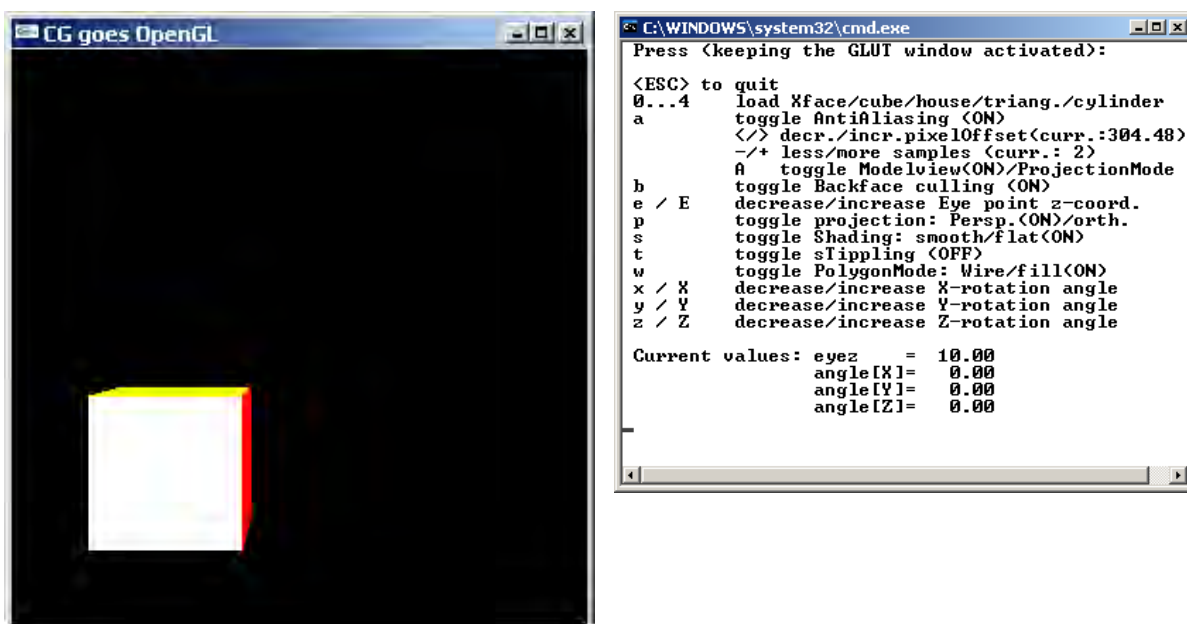 CG goes OpenGL
C:\WINDOWS\system32\cmd.exe
Press (keeping the GLUT window activated):
<ESC> to quit
0...4 load Xface/cube/house/triang./cylinder
a toggle AntiAliasing (ON)
</> decr./incr.pixelOffset(curr.:304.48)
-/+ less/more samples (curr.: 2)
A toggle Modelview(ON)/ProjectionMode
b toggle Backface culling (ON)
e / E decrease/increase Eye point z-coord.
p toggle projection: Persp.(ON)/orth.
s toggle Shading: smooth/flat(ON)
t toggle sTippling (OFF)
w toggle PolygonMode: Wire/fill(ON)
x / X decrease/increase X-rotation angle
y / Y decrease/increase Y-rotation angle
z / Z decrease/increase Z-rotation angle
Current values: eyez = 10.00
angle[X]= 0.00
angle[Y]= 0.00
angle[Z]= 0.00